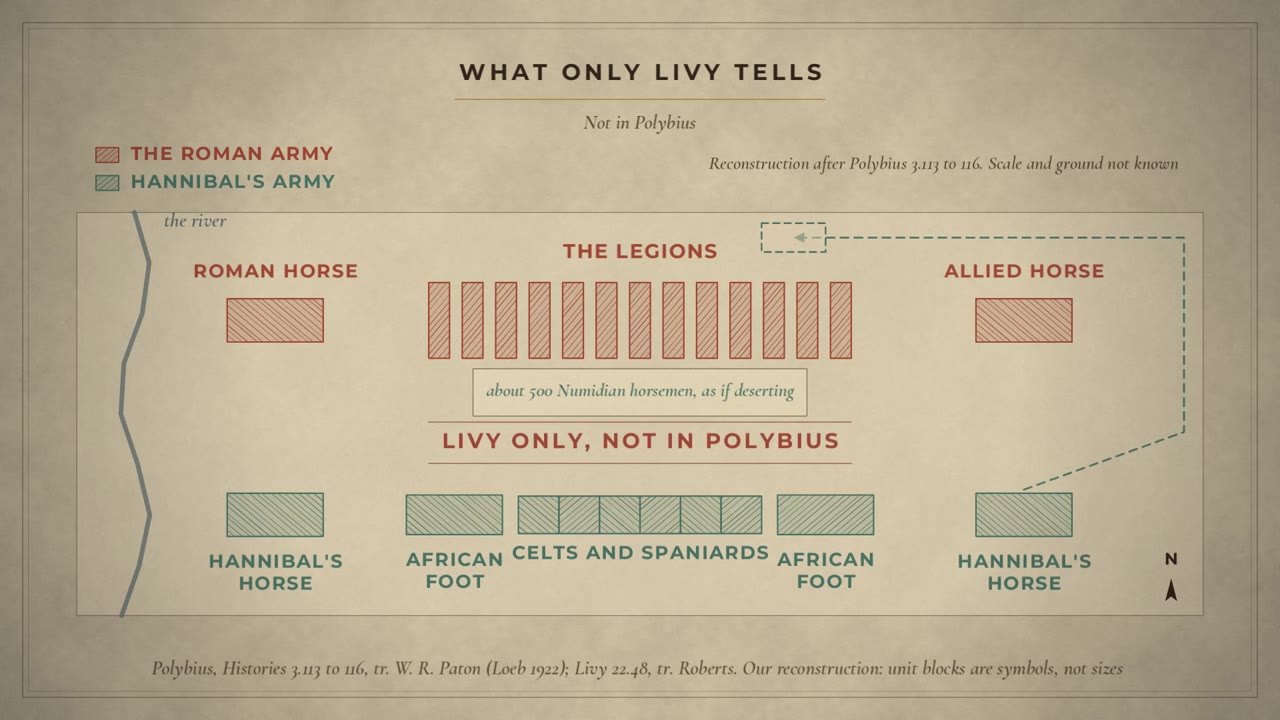 WHAT ONLY LIVY TELLS
Not in Polybius
THE ROMAN ARMY
HANNIBAL'S ARMY
Reconstruction after Polybius 3.113 to 116. Scale and ground not known
the river
THE LEGIONS
ROMAN HORSE
ALLIED HORSE
about 500 Numidian horsemen, as if deserting
LIVY ONLY, NOT IN POLYBIUS
HANNIBAL'S
HORSE
AFRICAN
FOOT
CELTS AND SPANIARDS
AFRICAN
FOOT
HANNIBAL'S
HORSE
N
Polybius, Histories 3.113 to 116, tr. W. R. Paton (Loeb 1922); Livy 22.48, tr. Roberts. Our reconstruction: unit blocks are symbols, not sizes